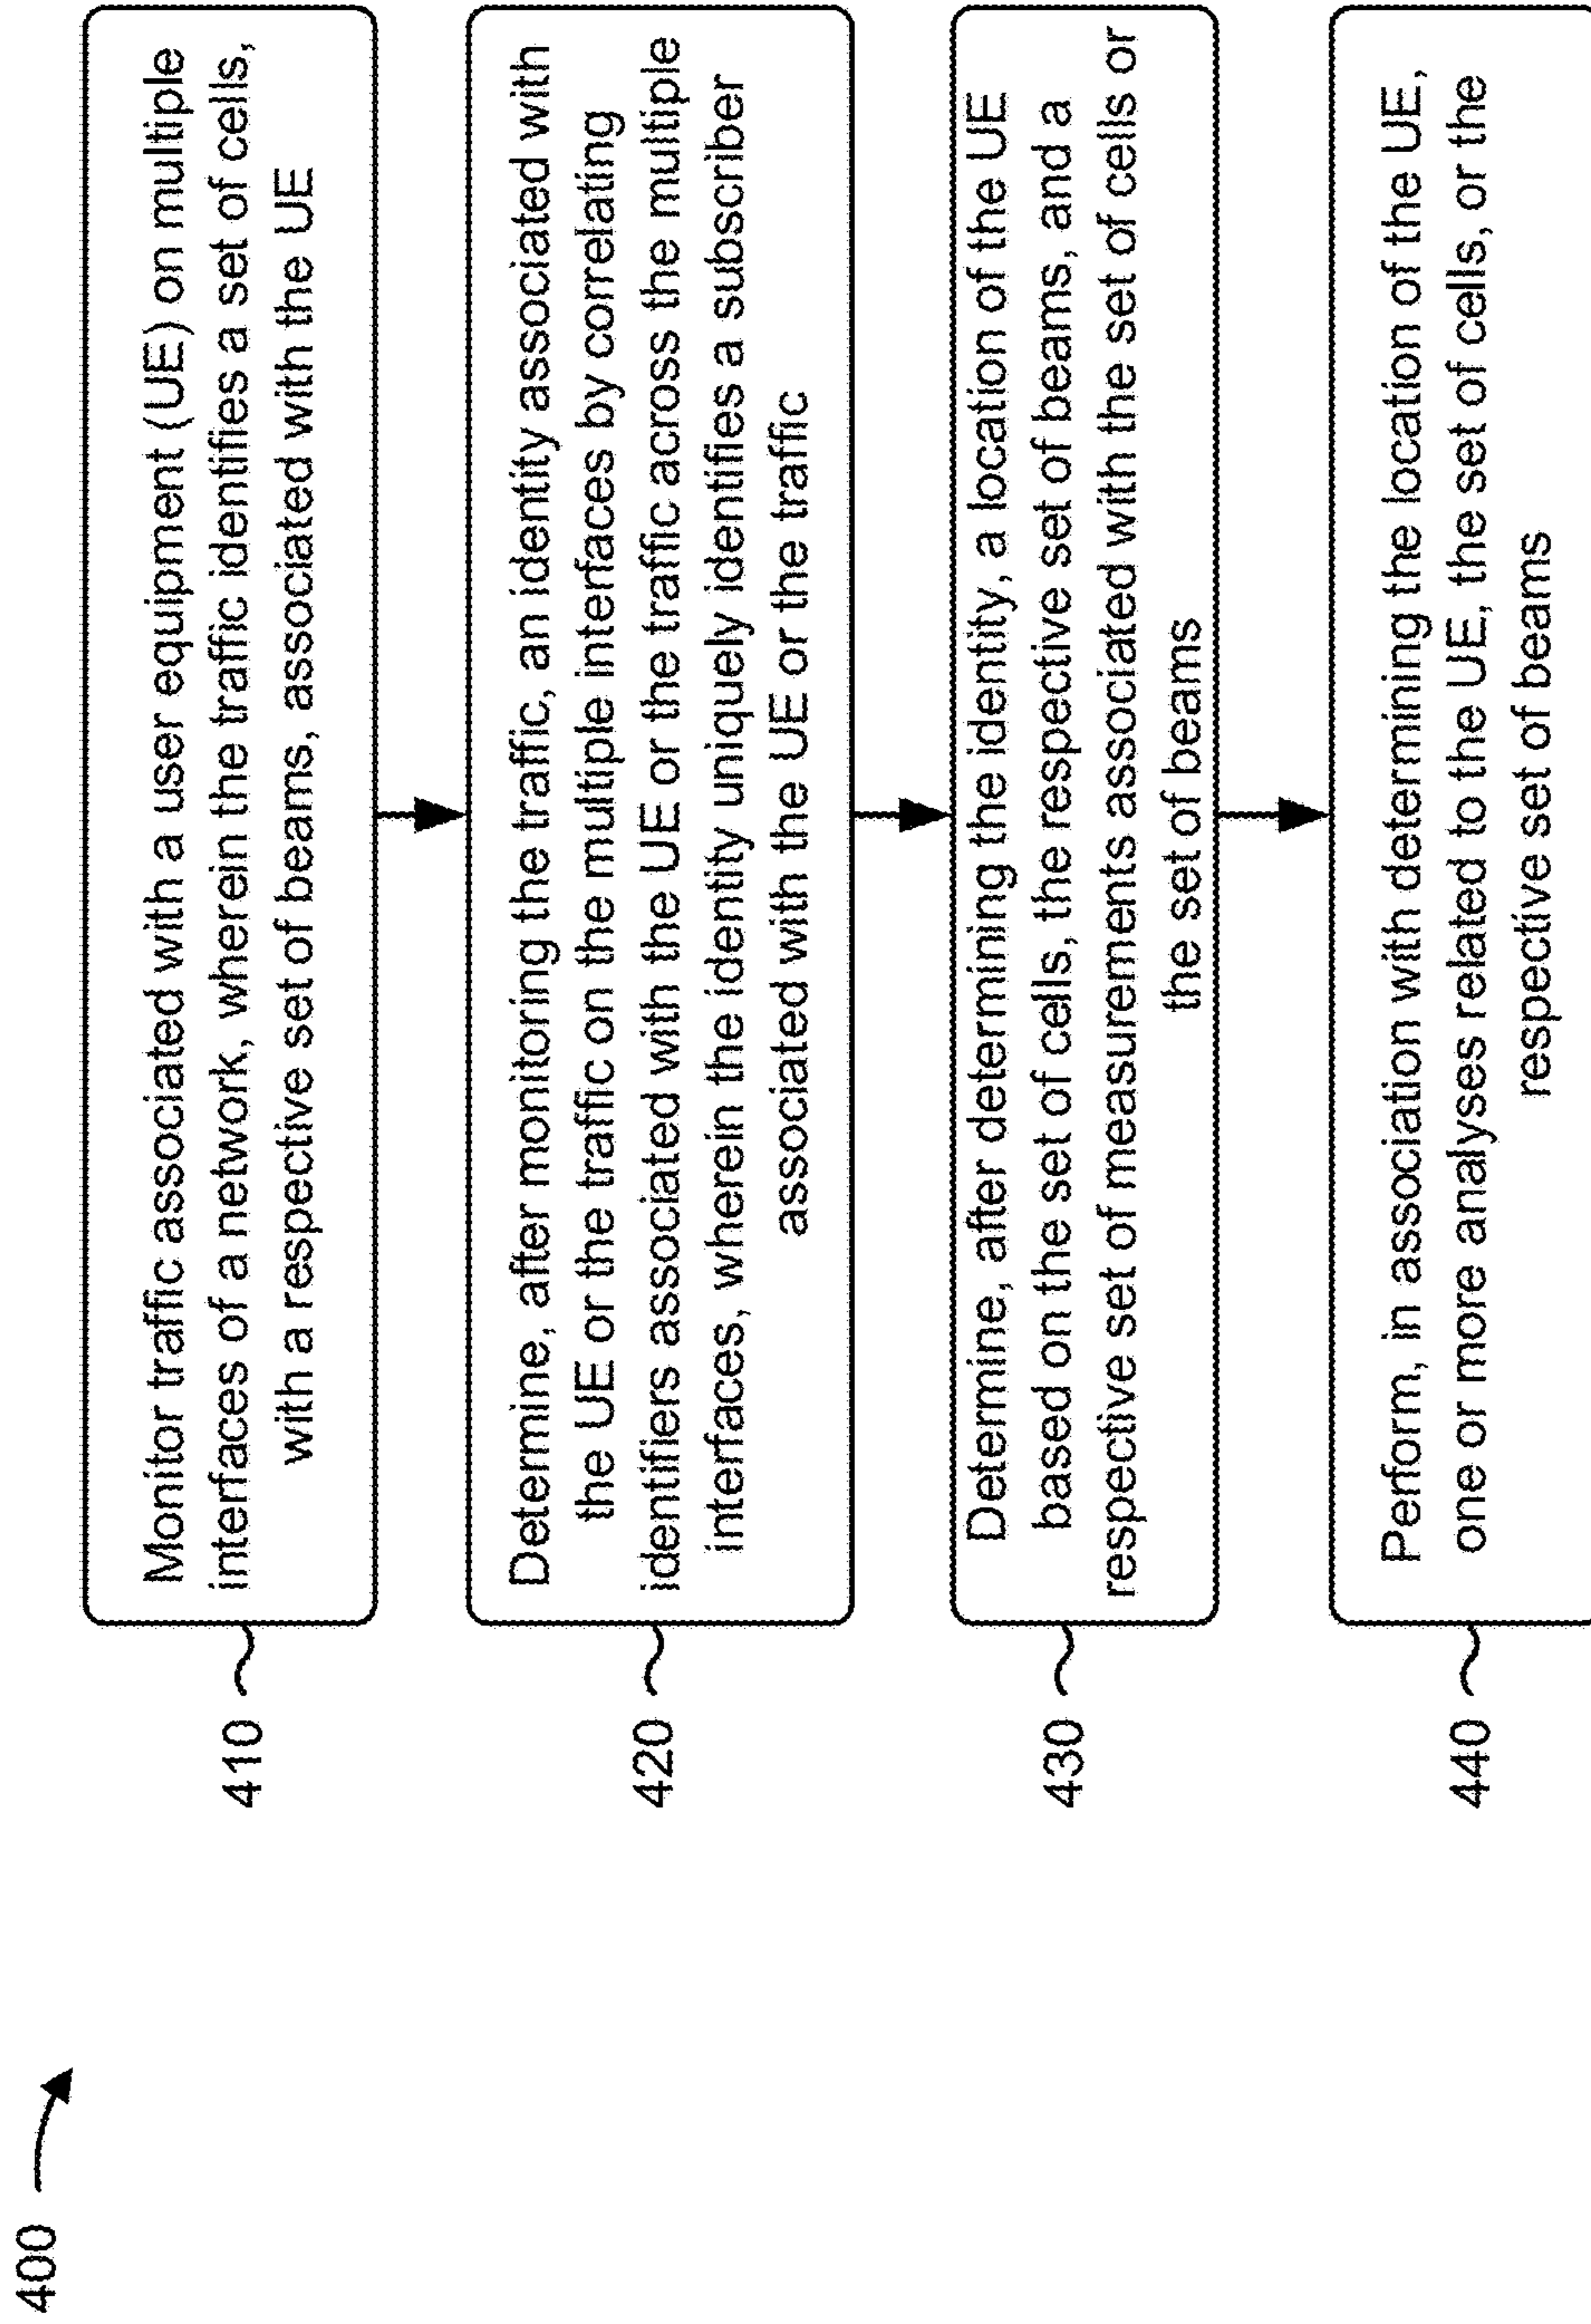 400
410
Monitor traffic associated with a user equipment (UE) on multiple
interfaces of a network, wherein the traffic identifies a set of cells,
with a respective set of beams, associated with the UE
420
Determine, after monitoring the traffic, an identity associated with
the UE or the traffic on the multiple interfaces by correlating
identifiers associated with the UE or the traffic across the multiple
interfaces, wherein the identity uniquely identifies a subscriber
associated with the UE or the traffic
430
Determine, after determining the identity, a location of the UE
based on the set of cells, the respective set of beams, and a
respective set of measurements associated with the set of cells or
the set of beams
440
Perform, in association with determining the location of the UE,
one or more analyses related to the UE, the set of cells, or the
respective set of beams